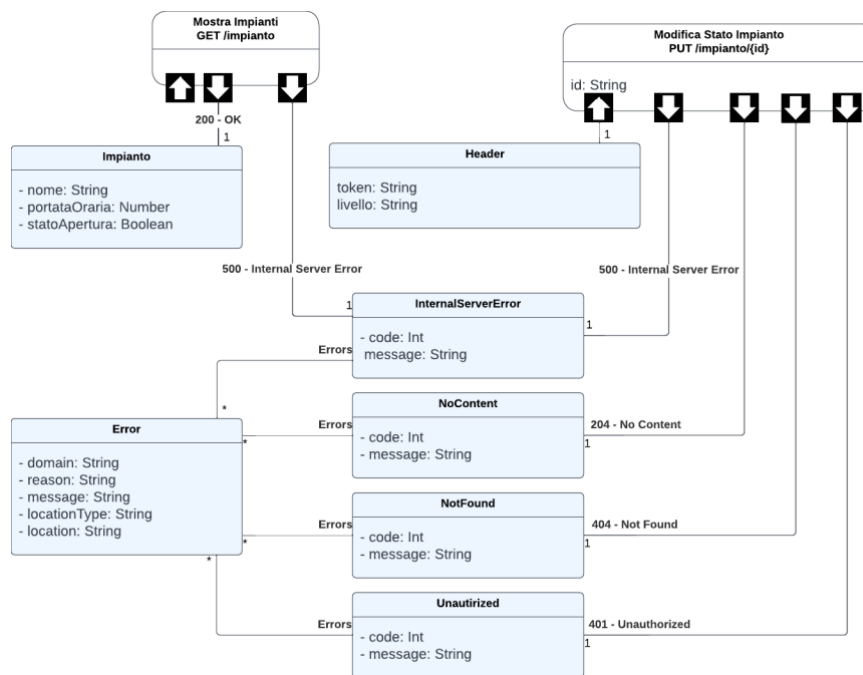 Mostra Impianti
GET /impianto
Modifica Stato Impianto
PUT /impianto/{id}
id: String
200 - OK
1
1
Impianto
- nome: String
- portataOraria: Number
- statoApertura: Boolean
Header
token: String
livello: String
500 - Internal Server Error
500 - Internal Server Error
1
InternalServerError
- code: Int
message: String
1
Errors
*
Error
- domain: String
- reason: String
- message: String
- locationType: String
- location: String
*
*
*
Errors
NoContent
- code: Int
- message: String
204 - No Content
1
Errors
NotFound
- code: Int
- message: String
404 - Not Found
1
Errors
Unautirized
- code: Int
- message: String
401 - Unauthorized
1